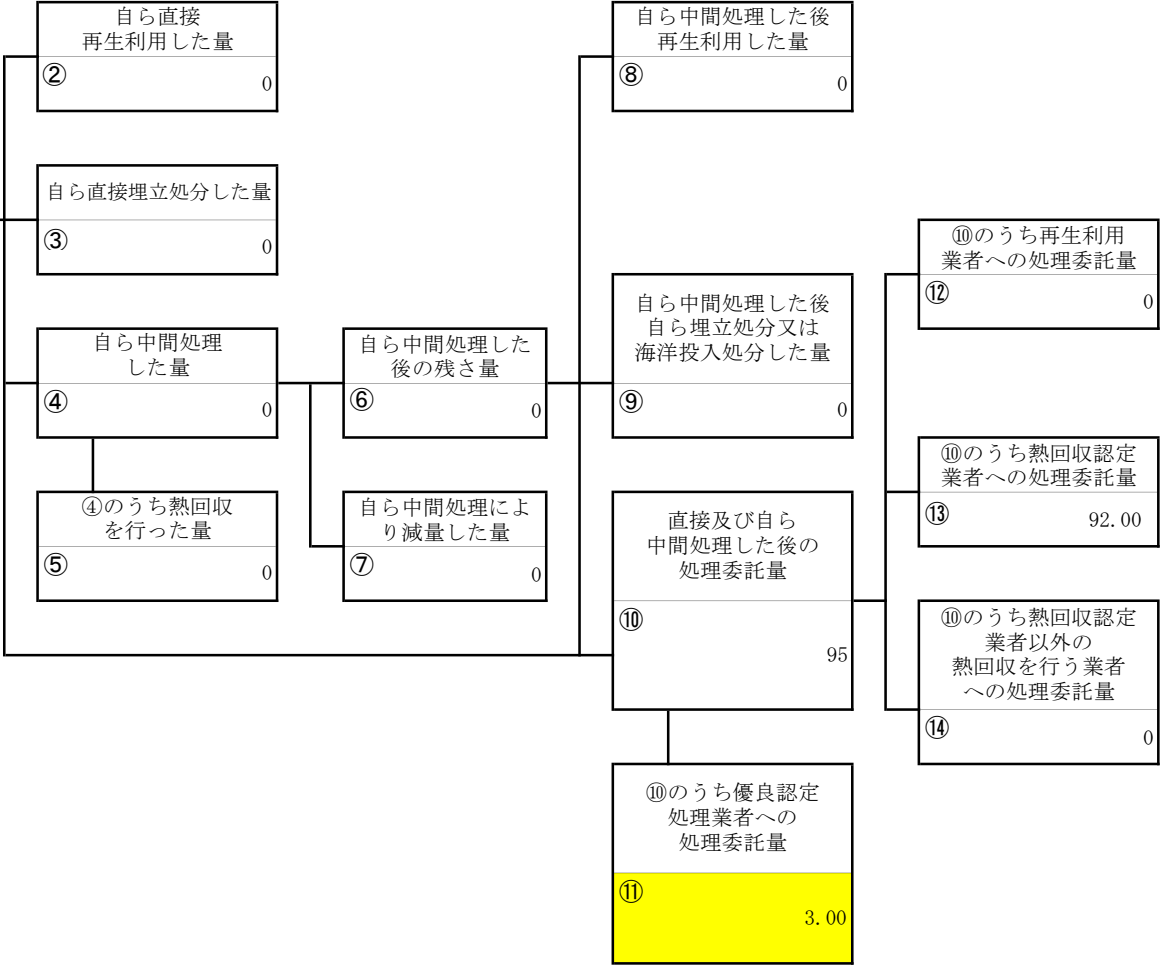 自ら直接
再生利用した量
②
0
自ら中間処理した後
再生利用した量
⑧
0
自ら直接埋立処分した量
③
0
⑩のうち再生利用
業者への処理委託量
⑫
0
自ら中間処理した後
自ら埋立処分又は
海洋投入処分した量
⑨
0
自ら中間処理
した量
④
0
自ら中間処理した
後の残さ量
⑥
0
⑩のうち熱回収認定
業者への処理委託量
⑬
92.00
④のうち熱回収
を行った量
⑤
0
自ら中間処理によ
り減量した量
⑦
0
直接及び自ら
中間処理した後の
処理委託量
⑩
95
⑩のうち熱回収認定
業者以外の
熱回収を行う業者
への処理委託量
⑭
0
⑩のうち優良認定
処理業者への
処理委託量
⑪
3.00